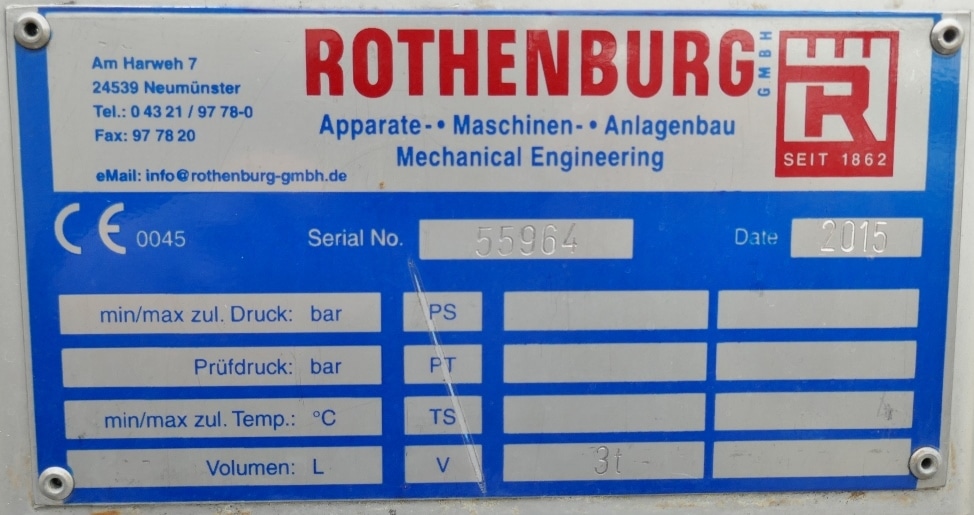 Am Harweh 7
24539 Neumünster
Tel.: 0 43 21 / 97 78-0
Fax: 97 78 20
eMail: info@rothenburg-gmbh.de
ROTHENBURG GMBH
Apparate- • Maschinen- • Anlagenbau
Mechanical Engineering
R
SEIT 1862
CE 0045 Serial No. 55964 Date 2015
min/max zul. Druck: bar PS
Prüfdruck: bar PT
min/max zul. Temp.: °C TS
Volumen: L V 3t